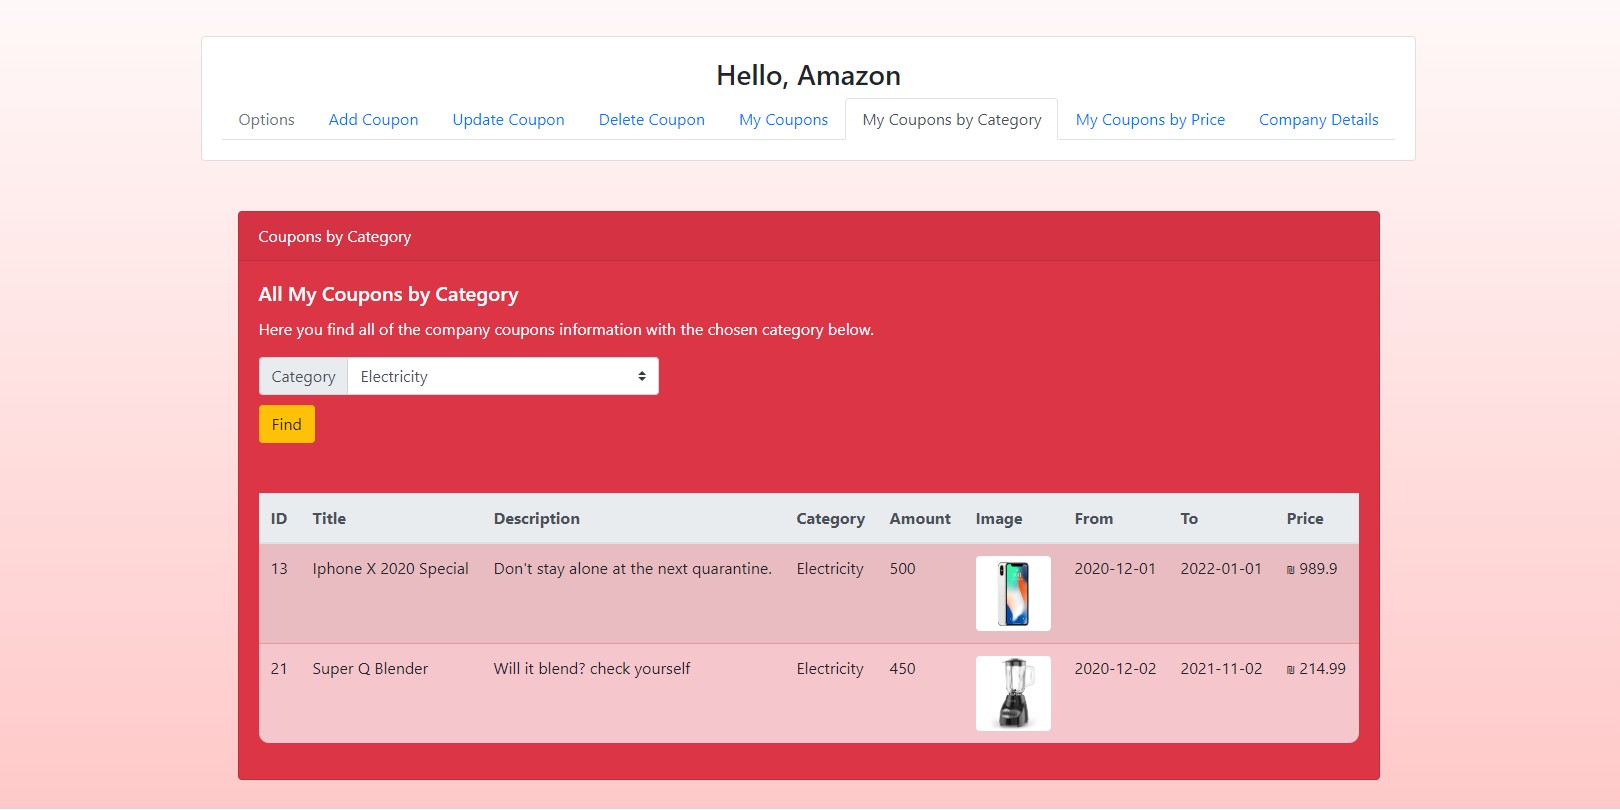 Hello, Amazon
Options Add Coupon Update Coupon Delete Coupon My Coupons My Coupons by Category My Coupons by Price Company Details
Coupons by Category
All My Coupons by Category
Here you find all of the company coupons information with the chosen category below.
Category Electricity
Find
ID Title Description Category Amount Image From To Price
13 Iphone X 2020 Special Don't stay alone at the next quarantine. Electricity 500 2020-12-01 2022-01-01 ₪ 989.9
21 Super Q Blender Will it blend? check yourself Electricity 450 2020-12-02 2021-11-02 ₪ 214.99